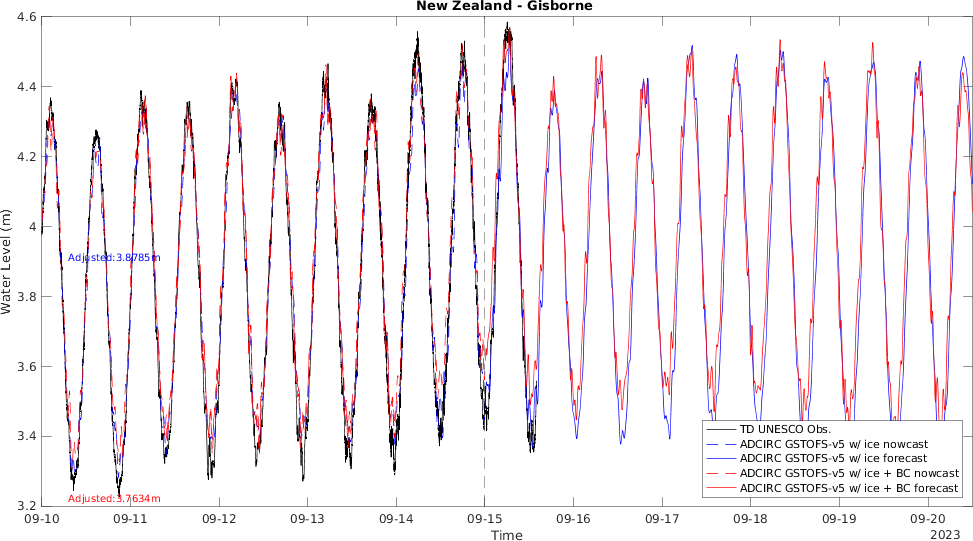 New Zealand - Gisborne
4.6
4.4
4.2
4
3.8
3.6
3.4
3.2
Water Level (m)
Adjusted:3.8785m
Adjusted:3.7634m
TD UNESCO Obs.
ADCIRC GSTOFS-v5 w/ ice nowcast
ADCIRC GSTOFS-v5 w/ ice forecast
ADCIRC GSTOFS-v5 w/ ice + BC nowcast
ADCIRC GSTOFS-v5 w/ ice + BC forecast
09-10 09-11 09-12 09-13 09-14 09-15 09-16 09-17 09-18 09-19 09-20
Time
2023